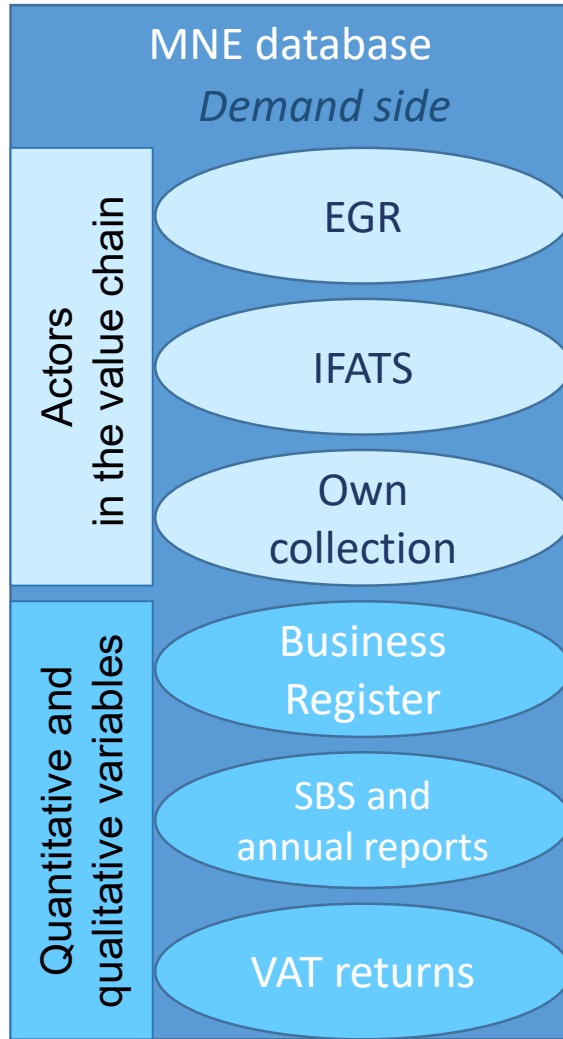 MNE database
Demand side
Actors
in the value chain
EGR
IFATS
Own
collection
Quantitative and
qualitative variables
Business
Register
SBS and
annual reports
VAT returns